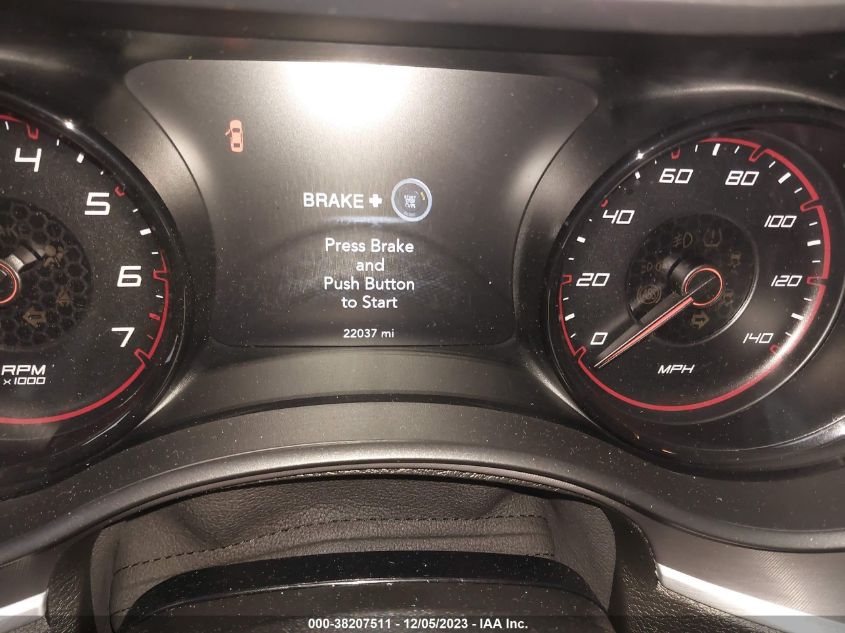 4
5
6
7
RPM
x1000
BRAKE +
Press Brake
and
Push Button
to Start
22037 mi
0
20
40
60
80
100
120
140
MPH
000-38207511 - 12/05/2023 - IAA Inc.